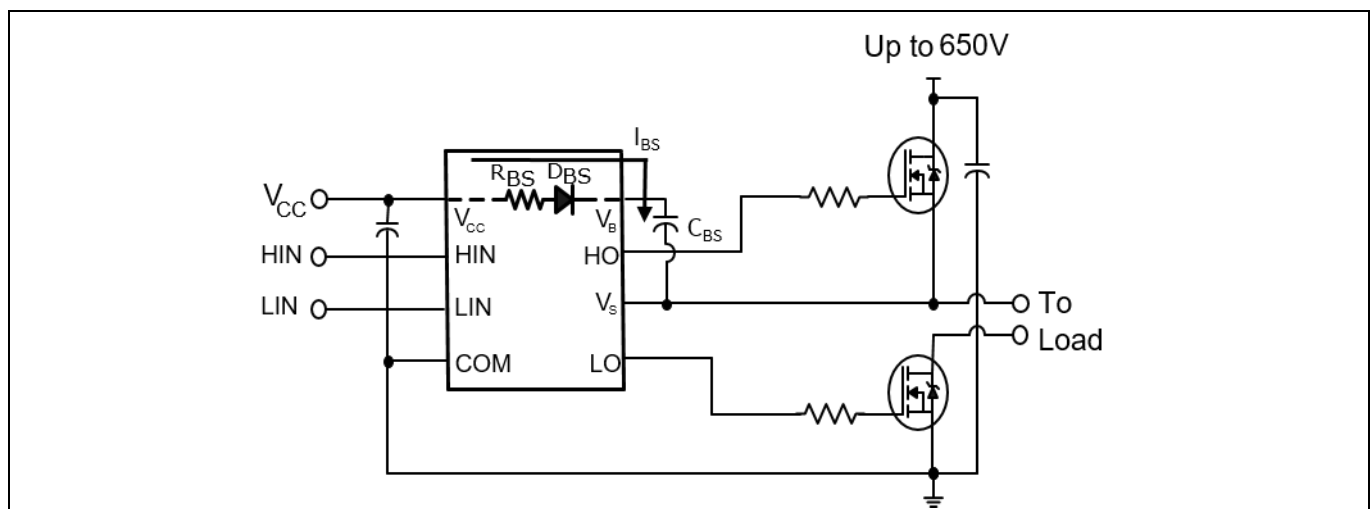 Up to 650V
I_BS
R_BS D_BS
V_CC
V_CC
V_B
C_BS
HIN
HIN
HO
LIN
LIN
V_S
To
Load
COM
LO